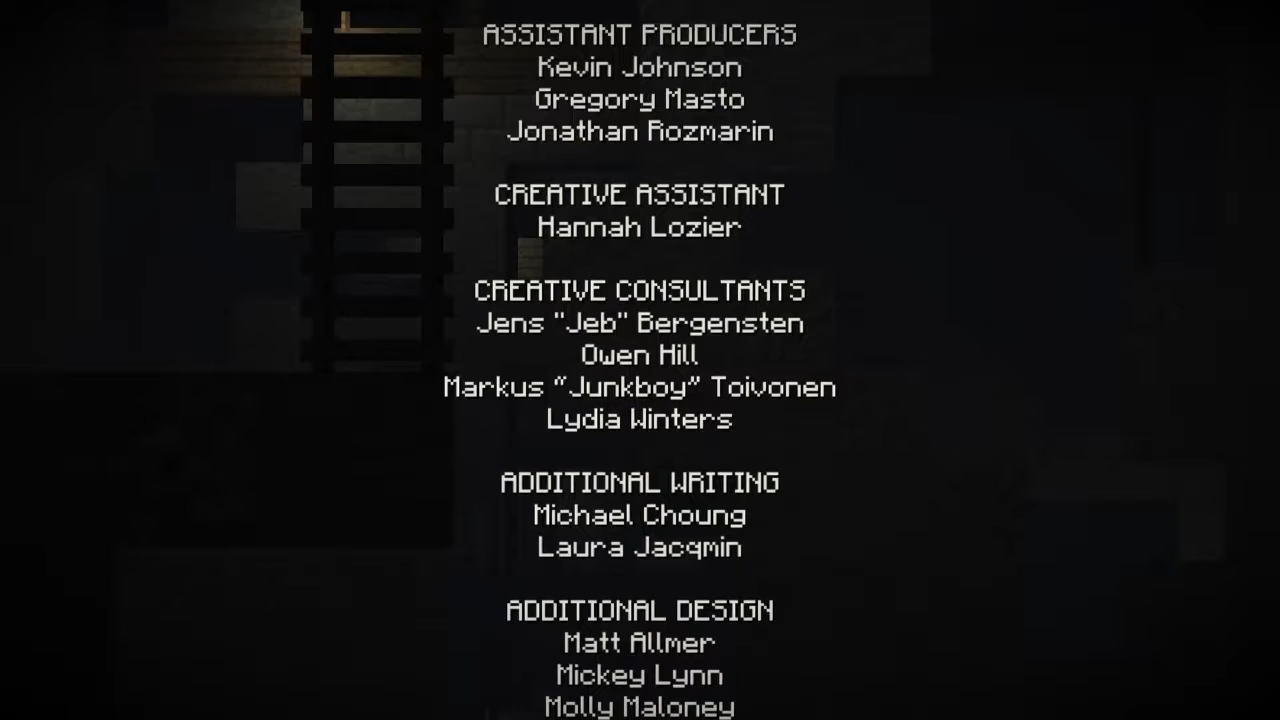 ASSISTANT PRODUCERS
Kevin Johnson
Gregory Masto
Jonathan Rozmarin
CREATIVE ASSISTANT
Hannah Lozier
CREATIVE CONSULTANTS
Jens "Jeb" Bergensten
Owen Hill
Markus “Junkboy” Toivonen
Lydia Winters
ADDITIONAL WRITING
Michael Choung
Laura Jacqmin
ADDITIONAL DESIGN
Matt Allmer
Mickey Lynn
Molly Maloney